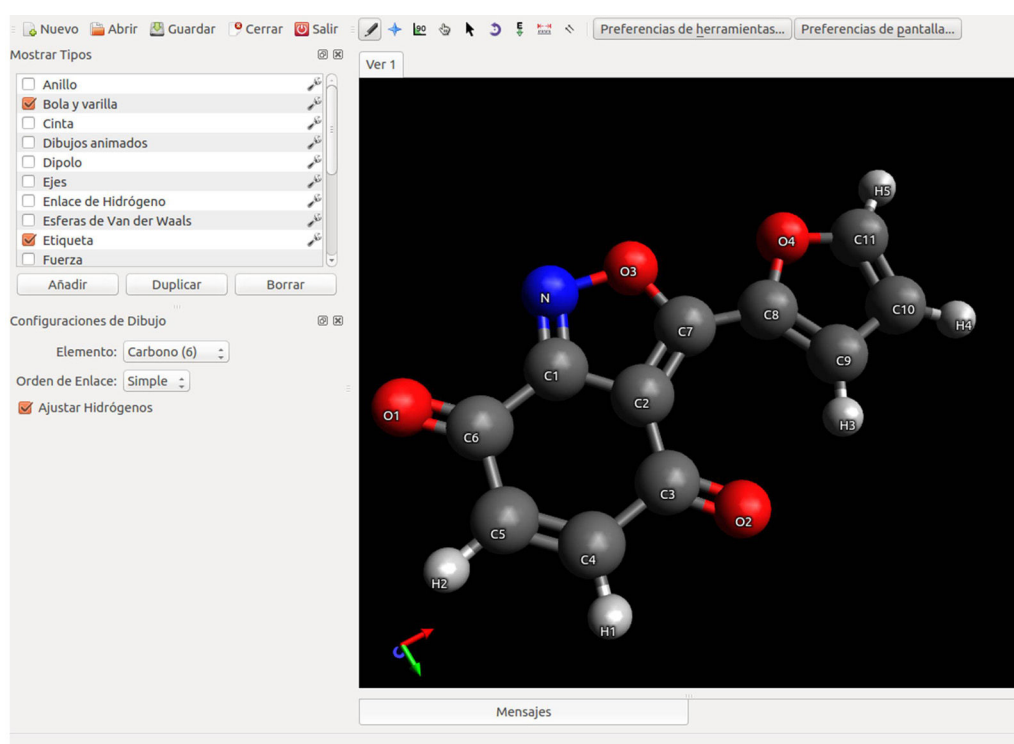 Nuevo Abrir Guardar Cerrar Salir 90 E Preferencias de herramientas... Preferencias de pantalla...
Mostrar Tipos
Anillo
Bola y varilla
Cinta
Dibujos animados
Dipolo
Ejes
Enlace de Hidrógeno
Esferas de Van der Waals
Etiqueta
Fuerza
Añadir Duplicar Borrar
Configuraciones de Dibujo
Elemento: Carbono (6)
Orden de Enlace: Simple
Ajustar Hidrógenos
Ver 1
H5
O4 C11
O3
N
C10
C8
H4
C7
C9
C1
C2
O1
H3
C6
C3
O2
C5
C4
H2
H1
Mensajes